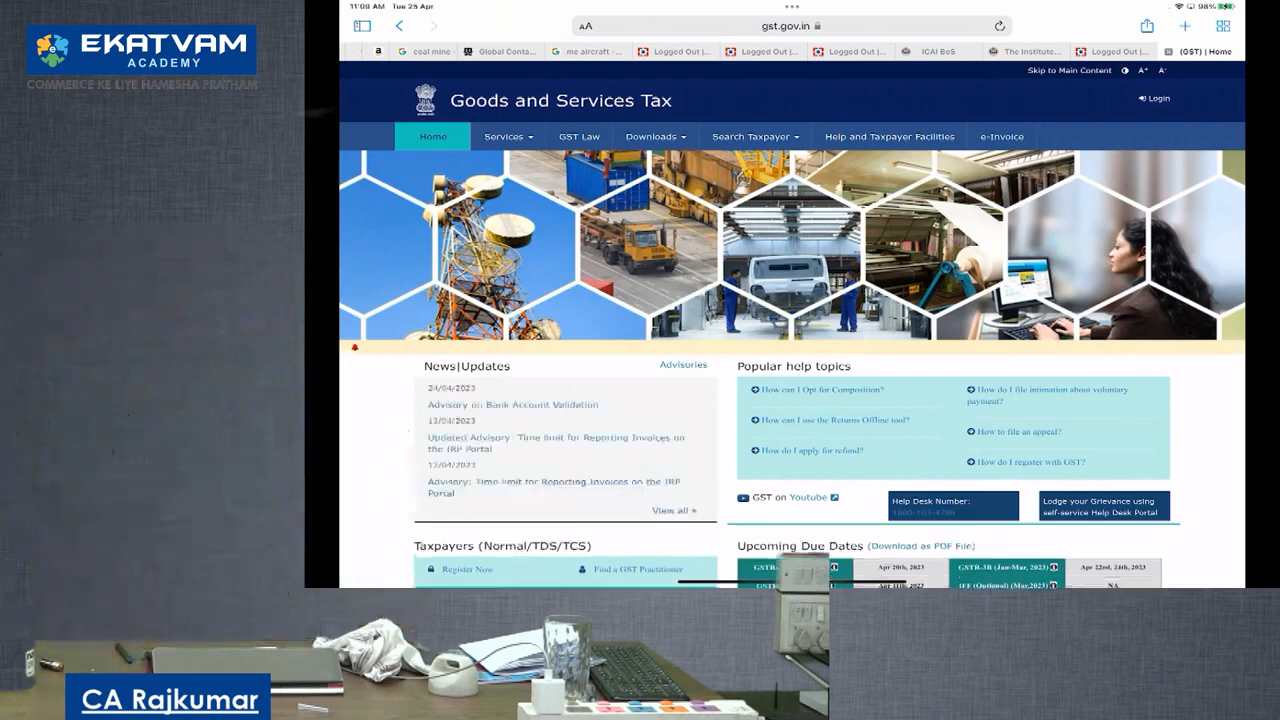 EKATVAM
ACADEMY
COMMERCE KE LIYE HAMESHA PRATHAM
11:08 AM Tue 25 Apr
98%
AA
gst.gov.in
a
coal mine -
Global Conta...
me aircraft -...
Logged Out |...
Logged Out |...
Logged Out |...
ICAI BoS
The Institute...
Logged Out |...
(GST) | Home
Skip to Main Content
A+
A-
Goods and Services Tax
Login
Home
Services
GST Law
Downloads
Search Taxpayer
Help and Taxpayer Facilities
e-Invoice
News|Updates
Advisories
24/04/2023
Advisory on Bank Account Validation
13/04/2023
Updated Advisory: Time limit for Reporting Invoices on
the IRP Portal
12/04/2023
Advisory: Time limit for Reporting Invoices on the IRP
Portal
View all »
Popular help topics
How can I Opt for Composition?
How can I use the Returns Offline tool?
How do I apply for refund?
How do I file intimation about voluntary
payment?
How to file an appeal?
How do I register with GST?
GST on Youtube
Help Desk Number:
1800-103-4786
Lodge your Grievance using
self-service Help Desk Portal
Taxpayers (Normal/TDS/TCS)
Register Now
Find a GST Practitioner
Upcoming Due Dates (Download as PDF File)
Apr 20th, 2023
GSTR-3B (Jan-Mar, 2023)
Apr 22nd, 24th, 2023
Apr 11th, 2023
IFF (Optional) (Mar,2023)
NA
CA Rajkumar